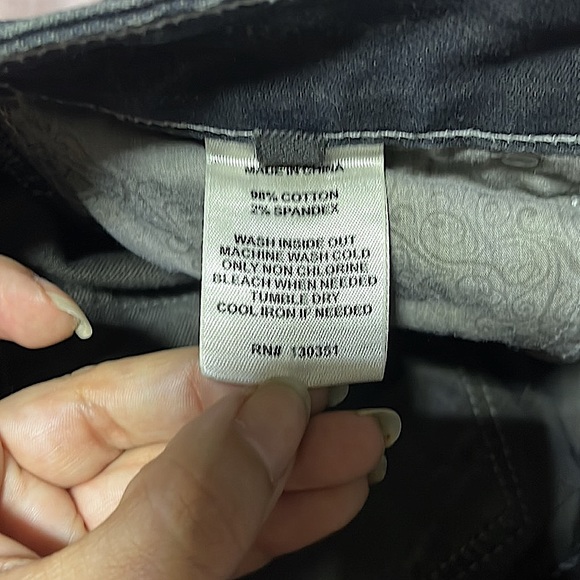 MADE IN CHINA
98% COTTON
2% SPANDEX
WASH INSIDE OUT
MACHINE WASH COLD
ONLY NON CHLORINE
BLEACH WHEN NEEDED
TUMBLE DRY
COOL IRON IF NEEDED
RN# 130351